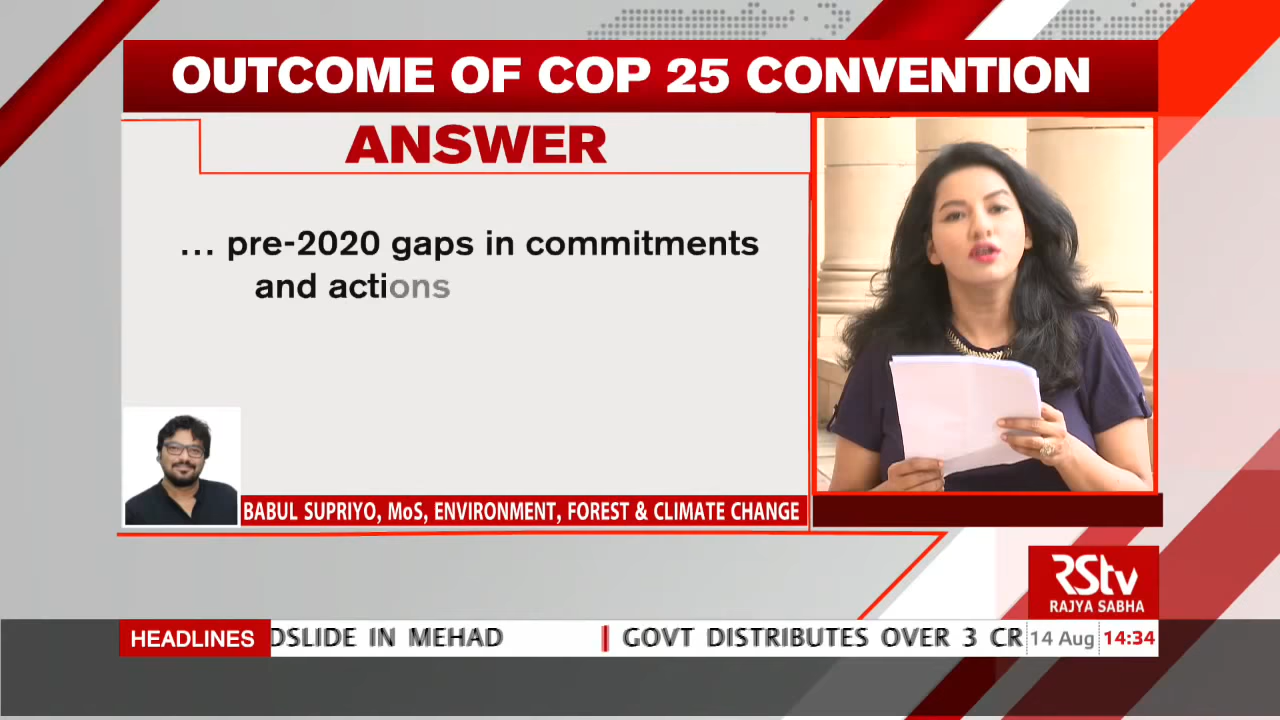 OUTCOME OF COP 25 CONVENTION
ANSWER
... pre-2020 gaps in commitments
and actions
BABUL SUPRIYO, MoS, ENVIRONMENT, FOREST & CLIMATE CHANGE
RSTV
RAJYA SABHA
HEADLINES DSLIDE IN MEHAD | GOVT DISTRIBUTES OVER 3 CR 14 Aug 14:34